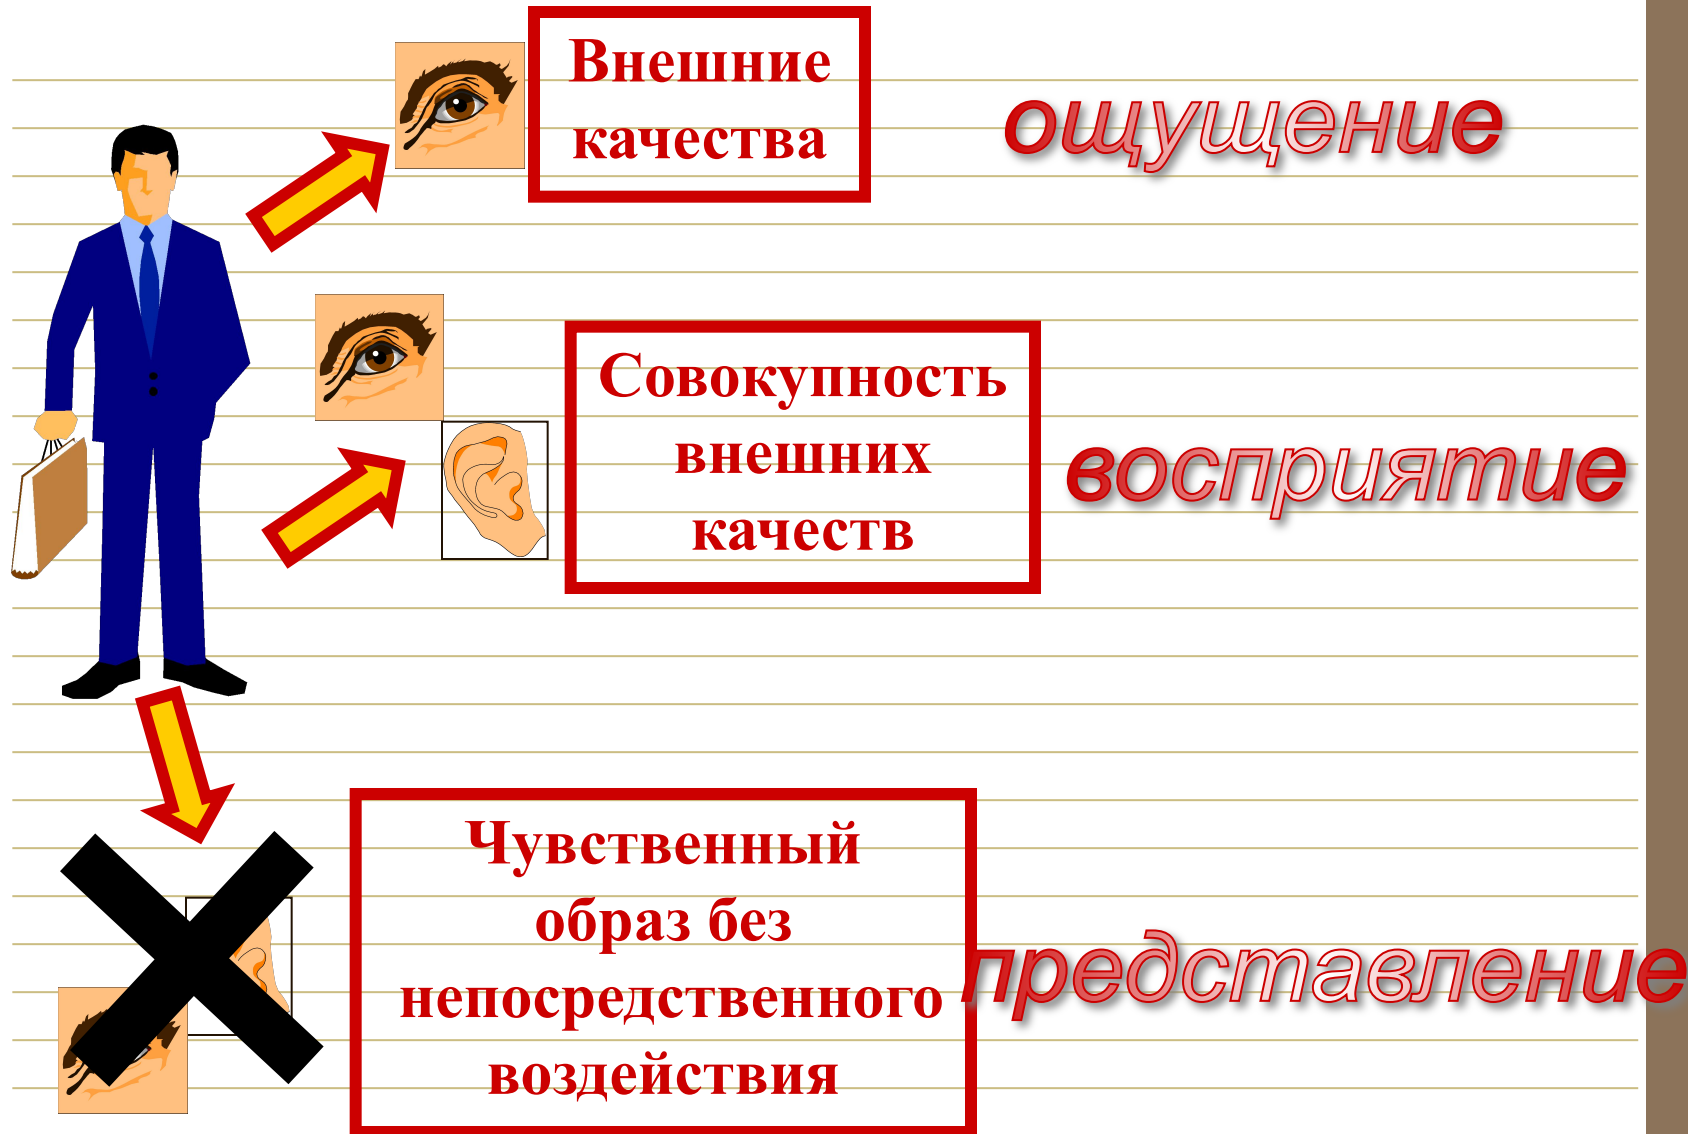 Внешние
качества
ощущение
Совокупность
внешних
качеств
восприятие
Чувственный
образ без
непосредственного
воздействия
представление